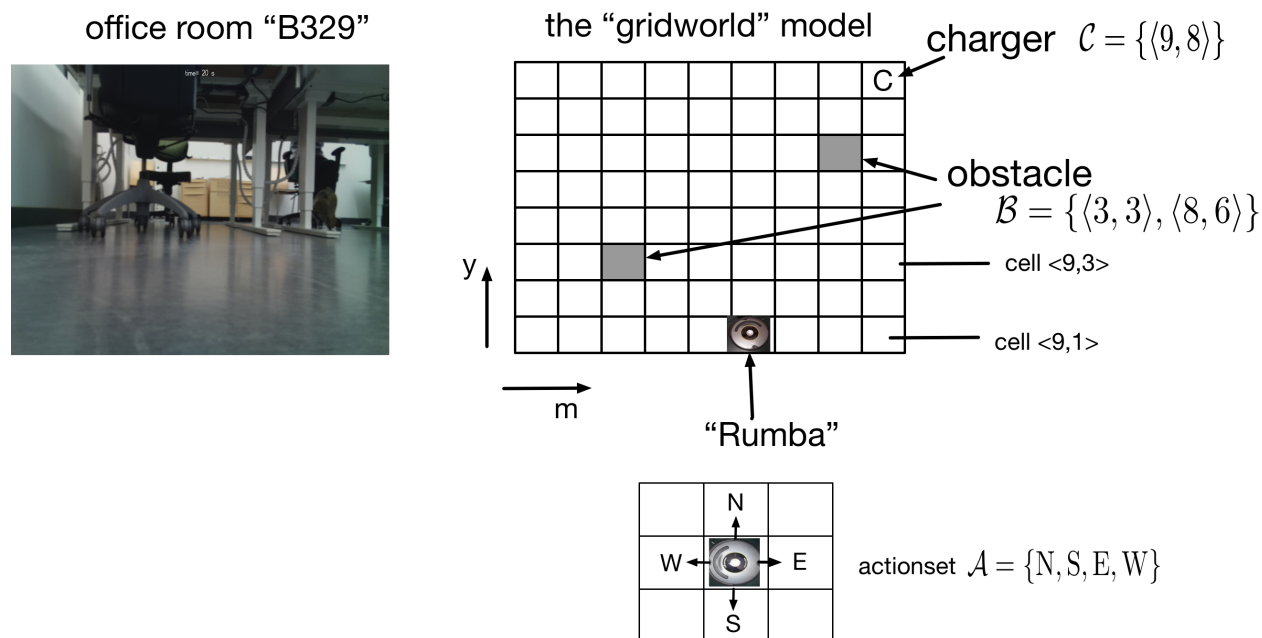 office room “B329”
time= 20 s
the “gridworld” model
charger 𝒞 = {⟨9, 8⟩}
C
obstacle
ℬ = {⟨3, 3⟩, ⟨8, 6⟩}
y
cell <9,3>
cell <9,1>
m
“Rumba”
N
W
E
S
actionset 𝒜 = {N, S, E, W}